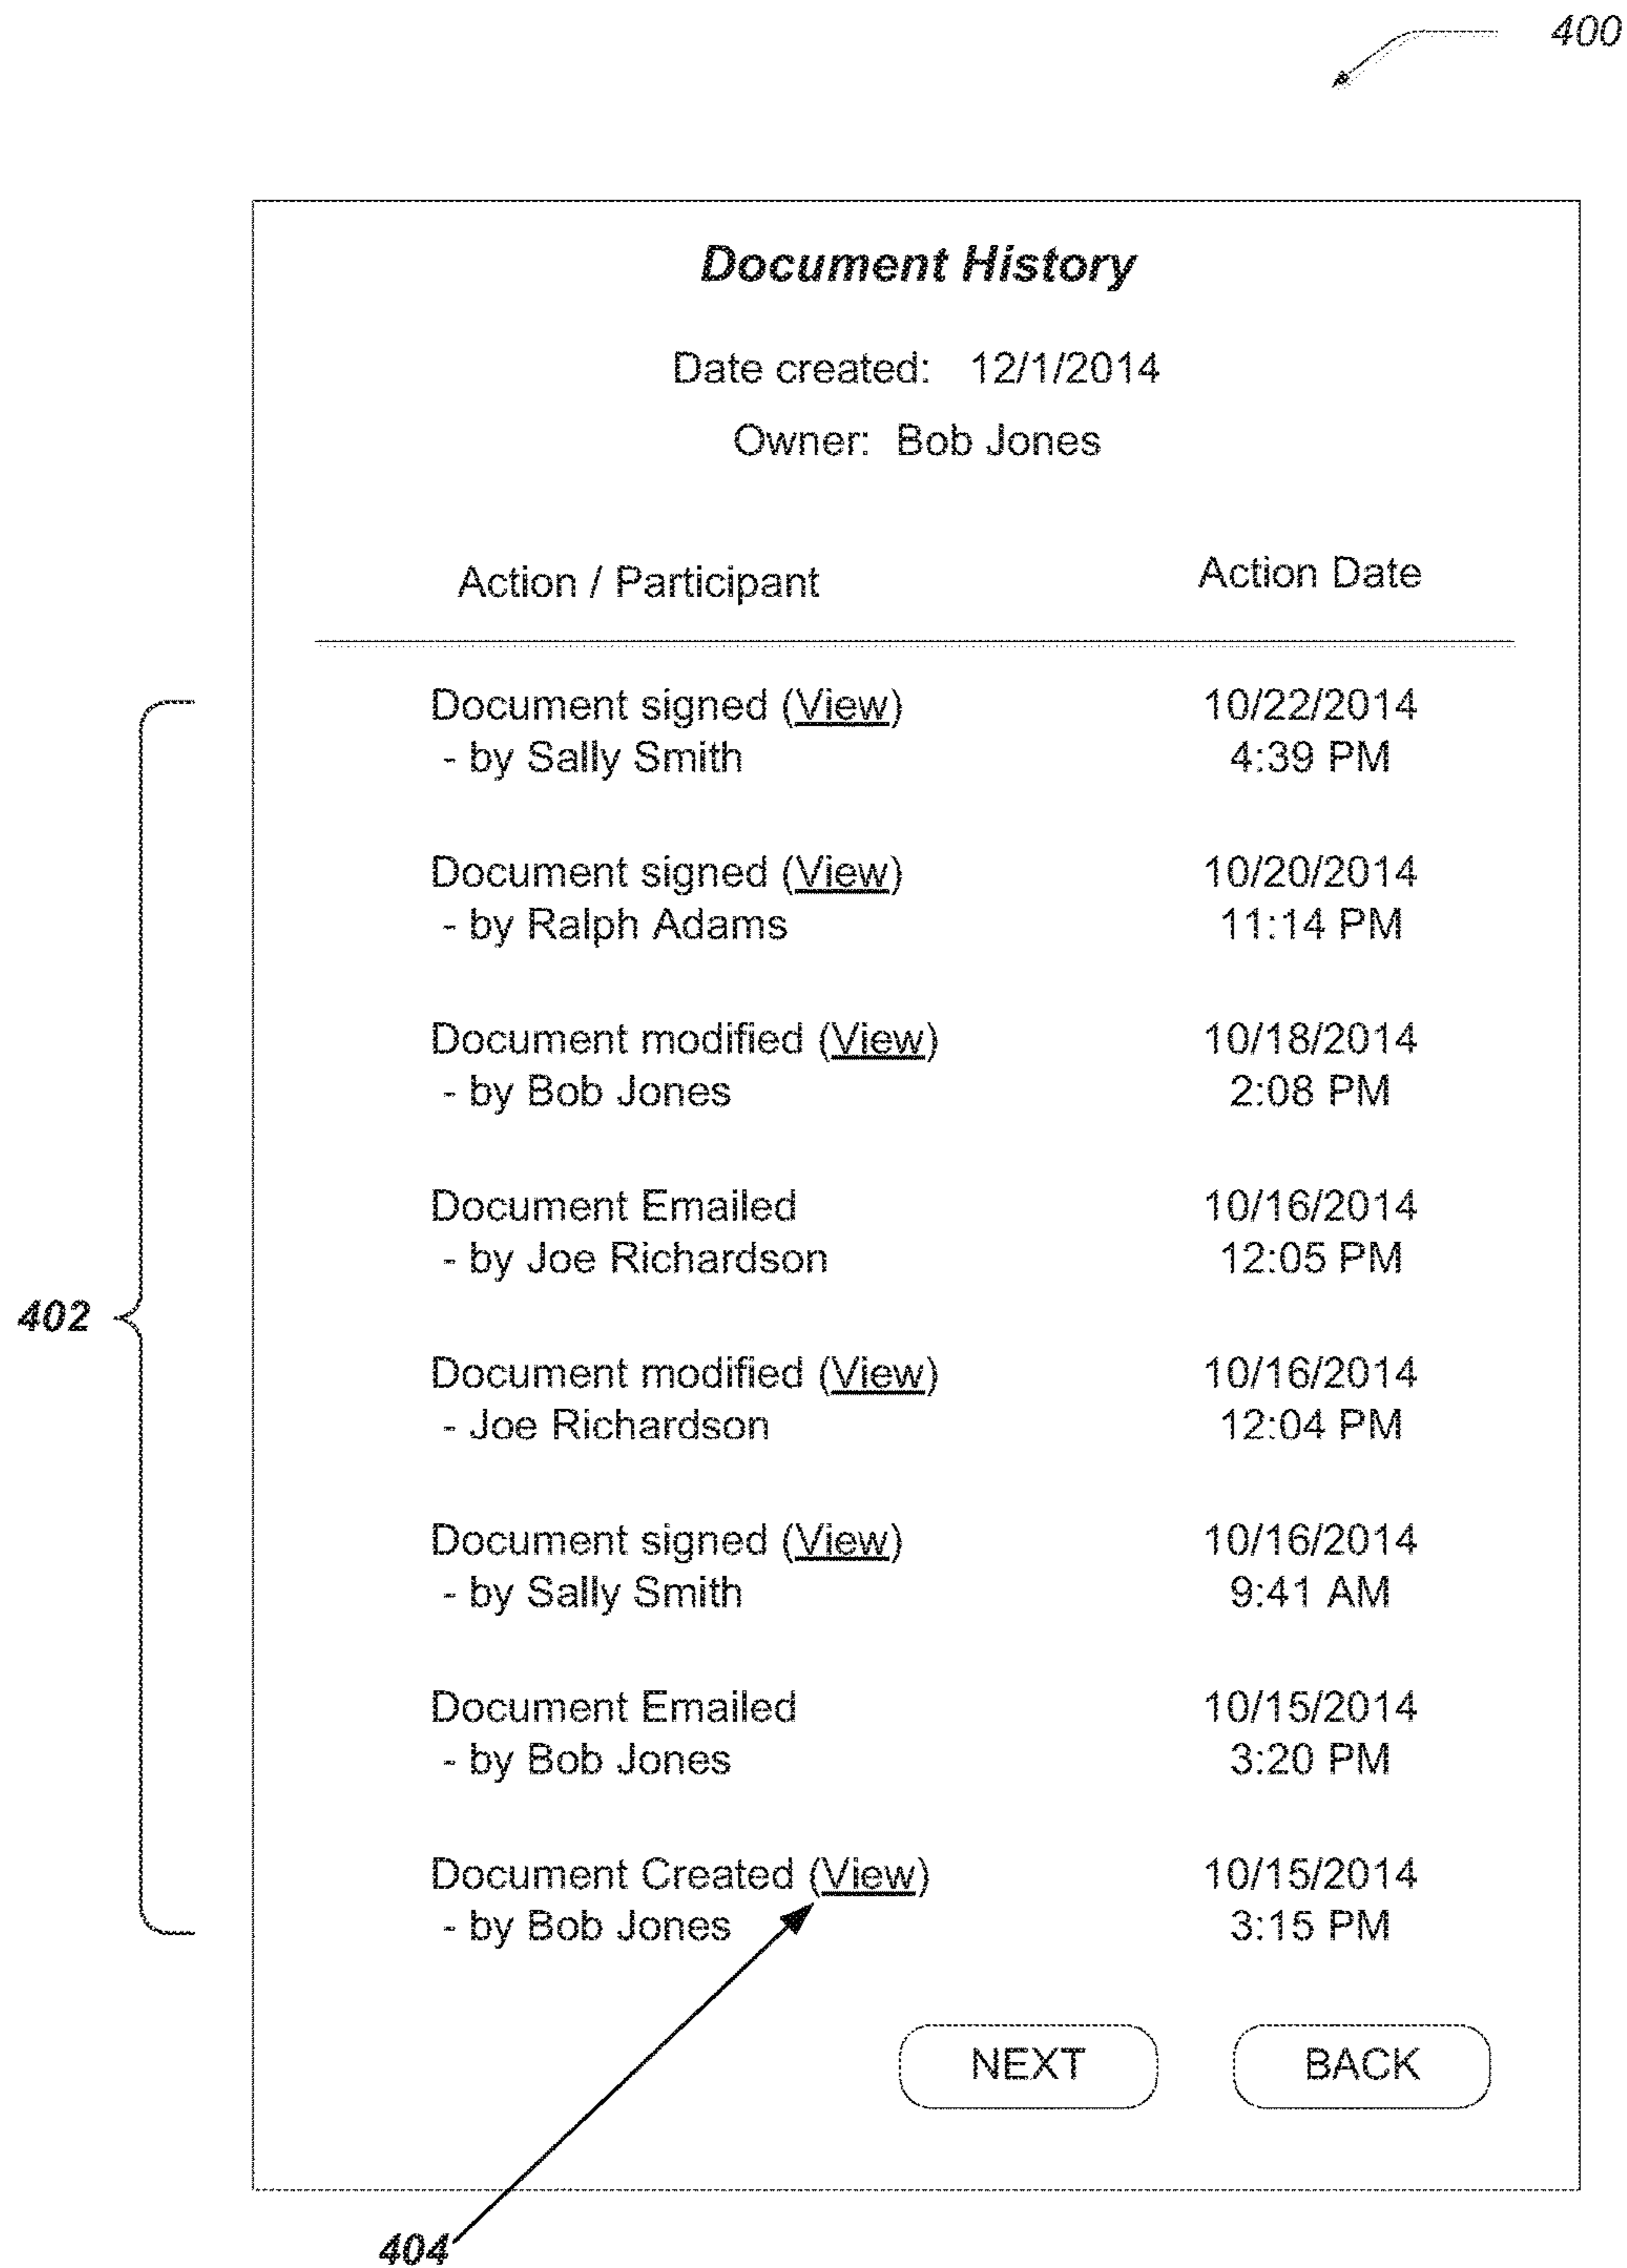 400
Document History
Date created: 12/1/2014
Owner: Bob Jones
Action / Participant Action Date
Document signed (View) 10/22/2014
- by Sally Smith 4:39 PM
Document signed (View) 10/20/2014
- by Ralph Adams 11:14 PM
Document modified (View) 10/18/2014
- by Bob Jones 2:08 PM
Document Emailed 10/16/2014
- by Joe Richardson 12:05 PM
402
Document modified (View) 10/16/2014
- Joe Richardson 12:04 PM
Document signed (View) 10/16/2014
- by Sally Smith 9:41 AM
Document Emailed 10/15/2014
- by Bob Jones 3:20 PM
Document Created (View) 10/15/2014
- by Bob Jones 3:15 PM
NEXT BACK
404